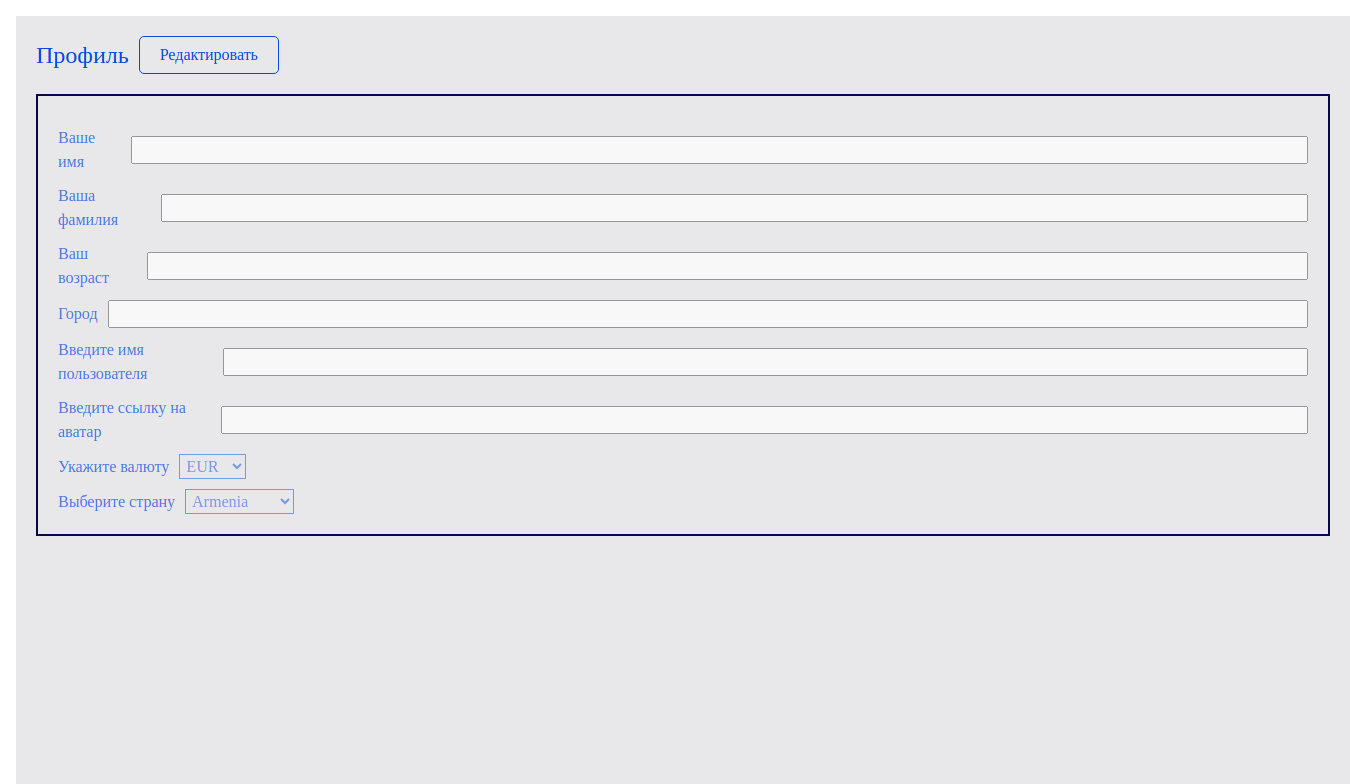 Профиль Редактировать
Ваше
имя
Ваша
фамилия
Ваш
возраст
Город
Введите имя
пользователя
Введите ссылку на
аватар
Укажите валюту EUR
Выберите страну Armenia